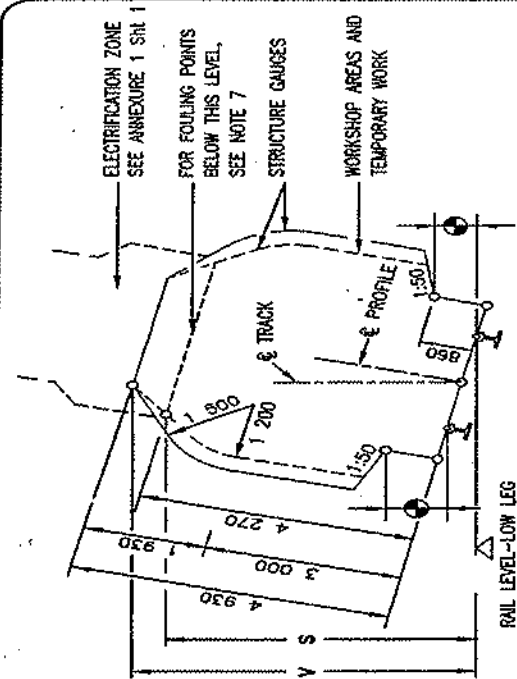 ELECTRIFICATION ZONE
SEE ANNEXURE 1 Sht 1
FOR FOULING POINTS
BELOW THIS LEVEL,
SEE NOTE 7
STRUCTURE GAUGES
WORKSHOP AREAS AND
TEMPORARY WORK
℄ TRACK
℄ PROFILE
1 500
1 200
1:50
1:50
860
4 930
1 930
3 000
4 270
V
S
RAIL LEVEL-LOW LEG